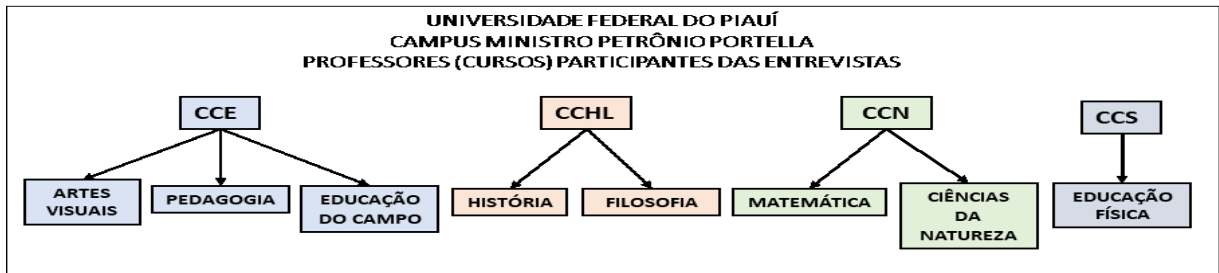 UNIVERSIDADE FEDERAL DO PIAUÍ
CAMPUS MINISTRO PETRÔNIO PORTELLA
PROFESSORES (CURSOS) PARTICIPANTES DAS ENTREVISTAS
CCE
CCHL
CCN
CCS
ARTES
VISUAIS
PEDAGOGIA
EDUCAÇÃO
DO CAMPO
HISTÓRIA
FILOSOFIA
MATEMÁTICA
CIÊNCIAS
DA
NATUREZA
EDUCAÇÃO
FÍSICA